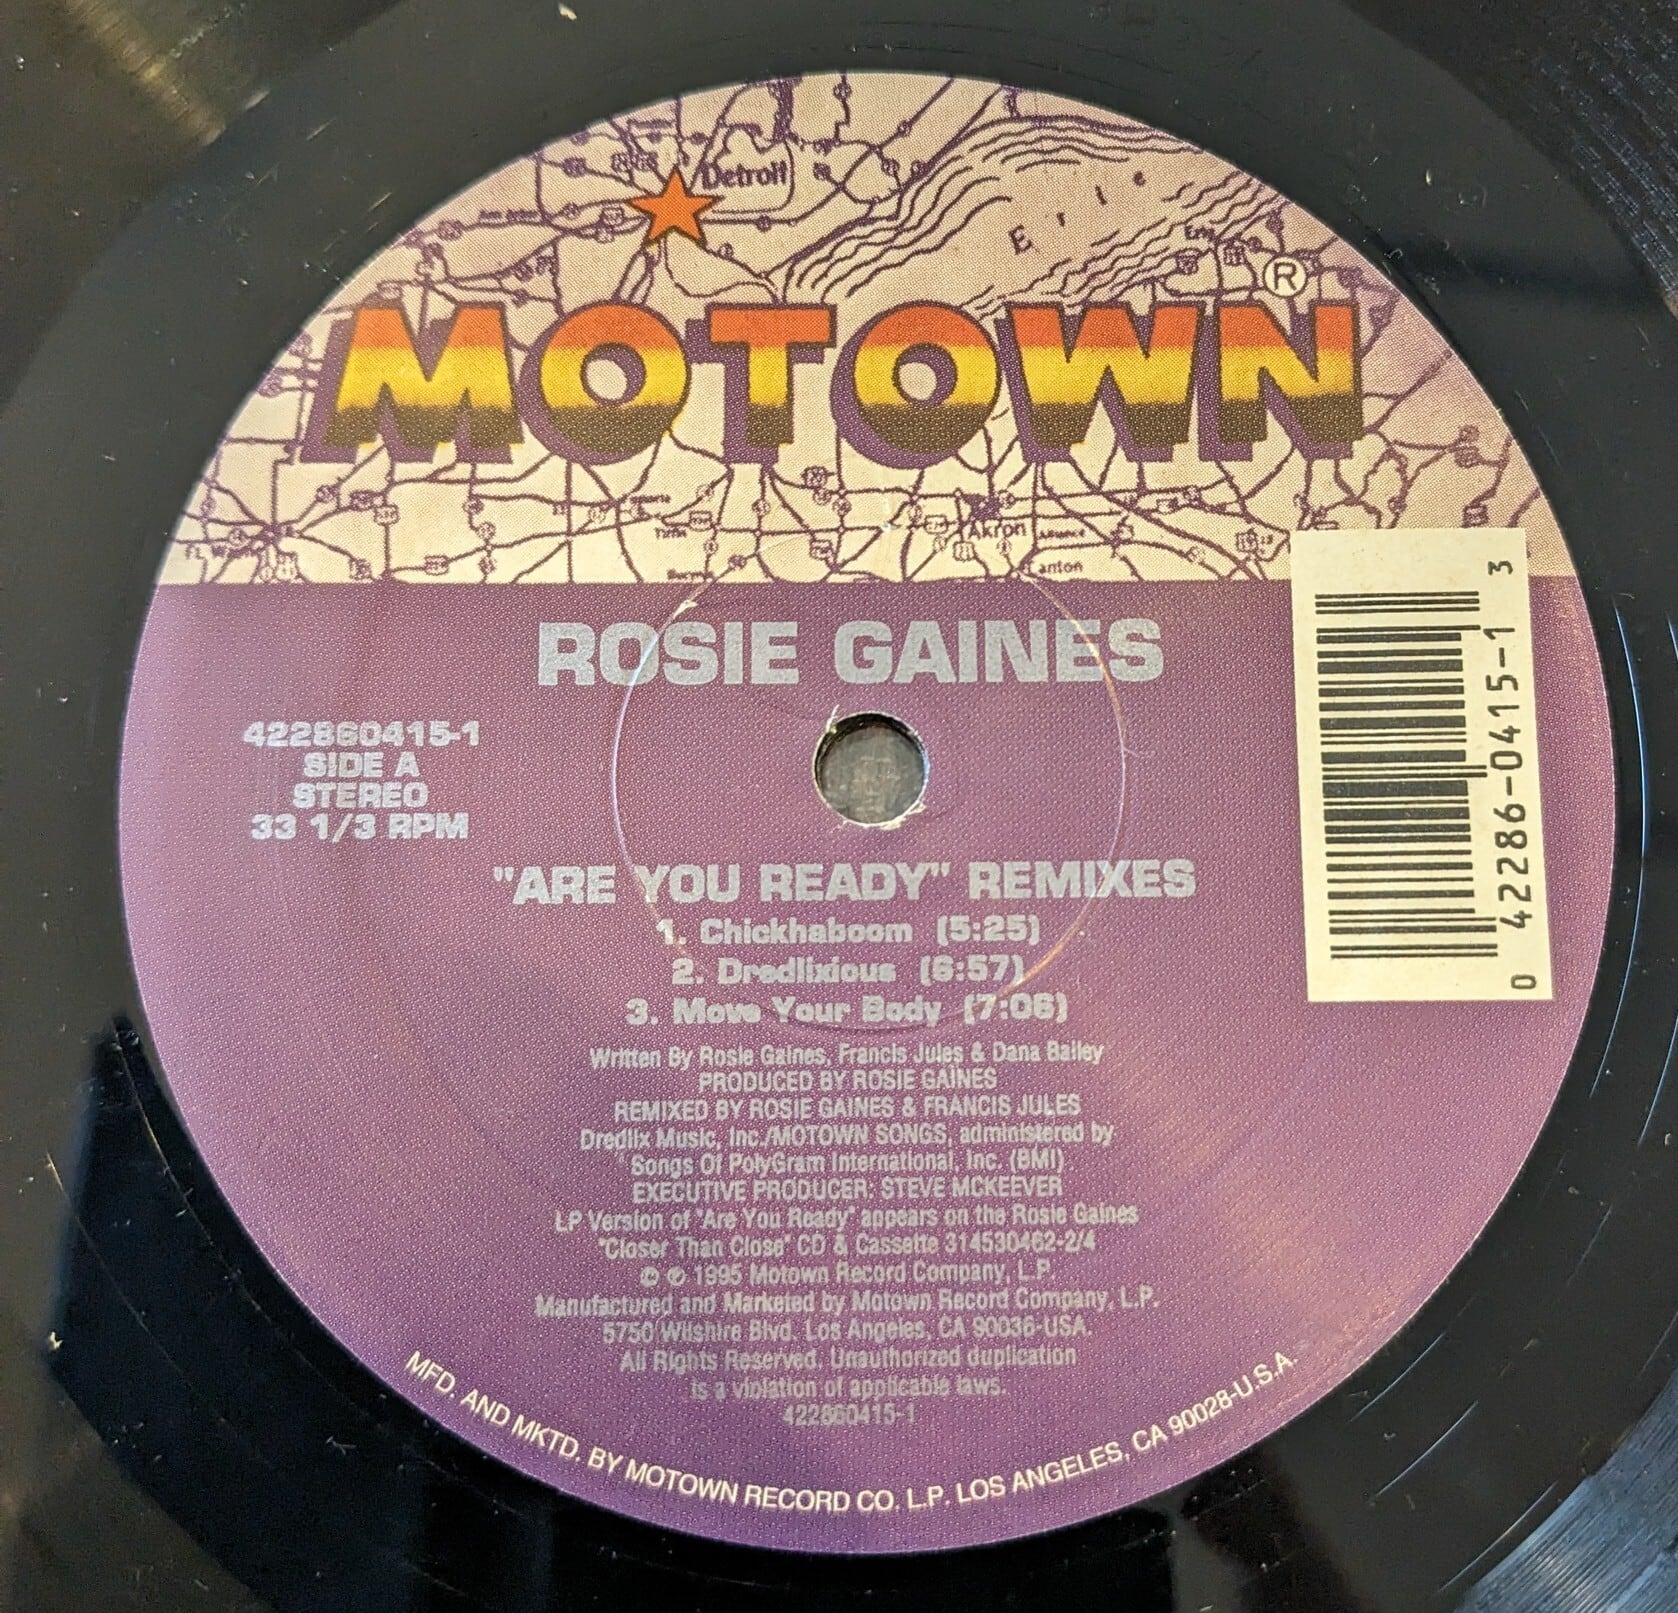 Detroit
Erie
Erie
MOTOWN®
Akron
Canton
ROSIE GAINES
422860415-1
SIDE A
STEREO
33 1/3 RPM
"ARE YOU READY" REMIXES
1. Chickhaboom (5:25)
2. Dredlixious (6:57)
3. Move Your Body (7:06)
Written By Rosie Gaines, Francis Jules & Dana Bailey
PRODUCED BY ROSIE GAINES
REMIXED BY ROSIE GAINES & FRANCIS JULES
Dredlix Music, Inc./MOTOWN SONGS, administered by
Songs Of PolyGram International, Inc. (BMI)
EXECUTIVE PRODUCER: STEVE MCKEEVER
LP Version of "Are You Ready" appears on the Rosie Gaines
"Closer Than Close" CD & Cassette 314530462-2/4
© ℗ 1995 Motown Record Company, L.P.
Manufactured and Marketed by Motown Record Company, L.P.
5750 Wilshire Blvd. Los Angeles, CA 90036-USA.
All Rights Reserved. Unauthorized duplication
is a violation of applicable laws.
422860415-1
MFD. AND MKTD. BY MOTOWN RECORD CO. L.P. LOS ANGELES, CA 90028-U.S.A.
0 42286-0415-1 3